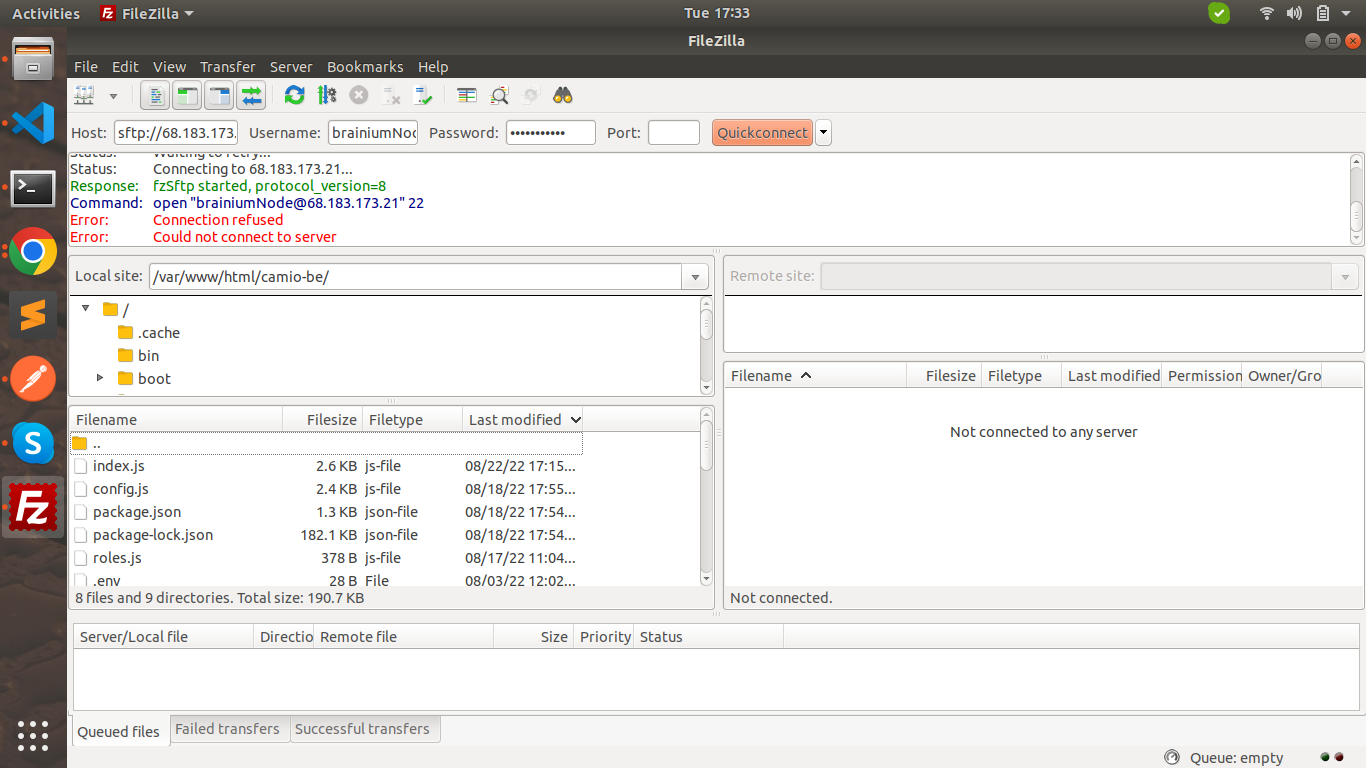 Activities FileZilla Tue 17:33
FileZilla
File Edit View Transfer Server Bookmarks Help
Host: sftp://68.183.173. Username: brainiumNod Password: ••••••••••• Port: Quickconnect
Status: Waiting to retry...
Status: Connecting to 68.183.173.21...
Response: fzSftp started, protocol_version=8
Command: open "brainiumNode@68.183.173.21" 22
Error: Connection refused
Error: Could not connect to server
Local site: /var/www/html/camio-be/
/
.cache
bin
boot
Filename Filesize Filetype Last modified
..
index.js 2.6 KB js-file 08/22/22 17:15...
config.js 2.4 KB js-file 08/18/22 17:55...
package.json 1.3 KB json-file 08/18/22 17:54...
package-lock.json 182.1 KB json-file 08/18/22 17:54...
roles.js 378 B js-file 08/17/22 11:04...
.env 28 B File 08/03/22 12:02...
8 files and 9 directories. Total size: 190.7 KB
Remote site:
Filename Filesize Filetype Last modified Permission Owner/Gro
Not connected to any server
Not connected.
Server/Local file Directio Remote file Size Priority Status
Queued files Failed transfers Successful transfers
Queue: empty